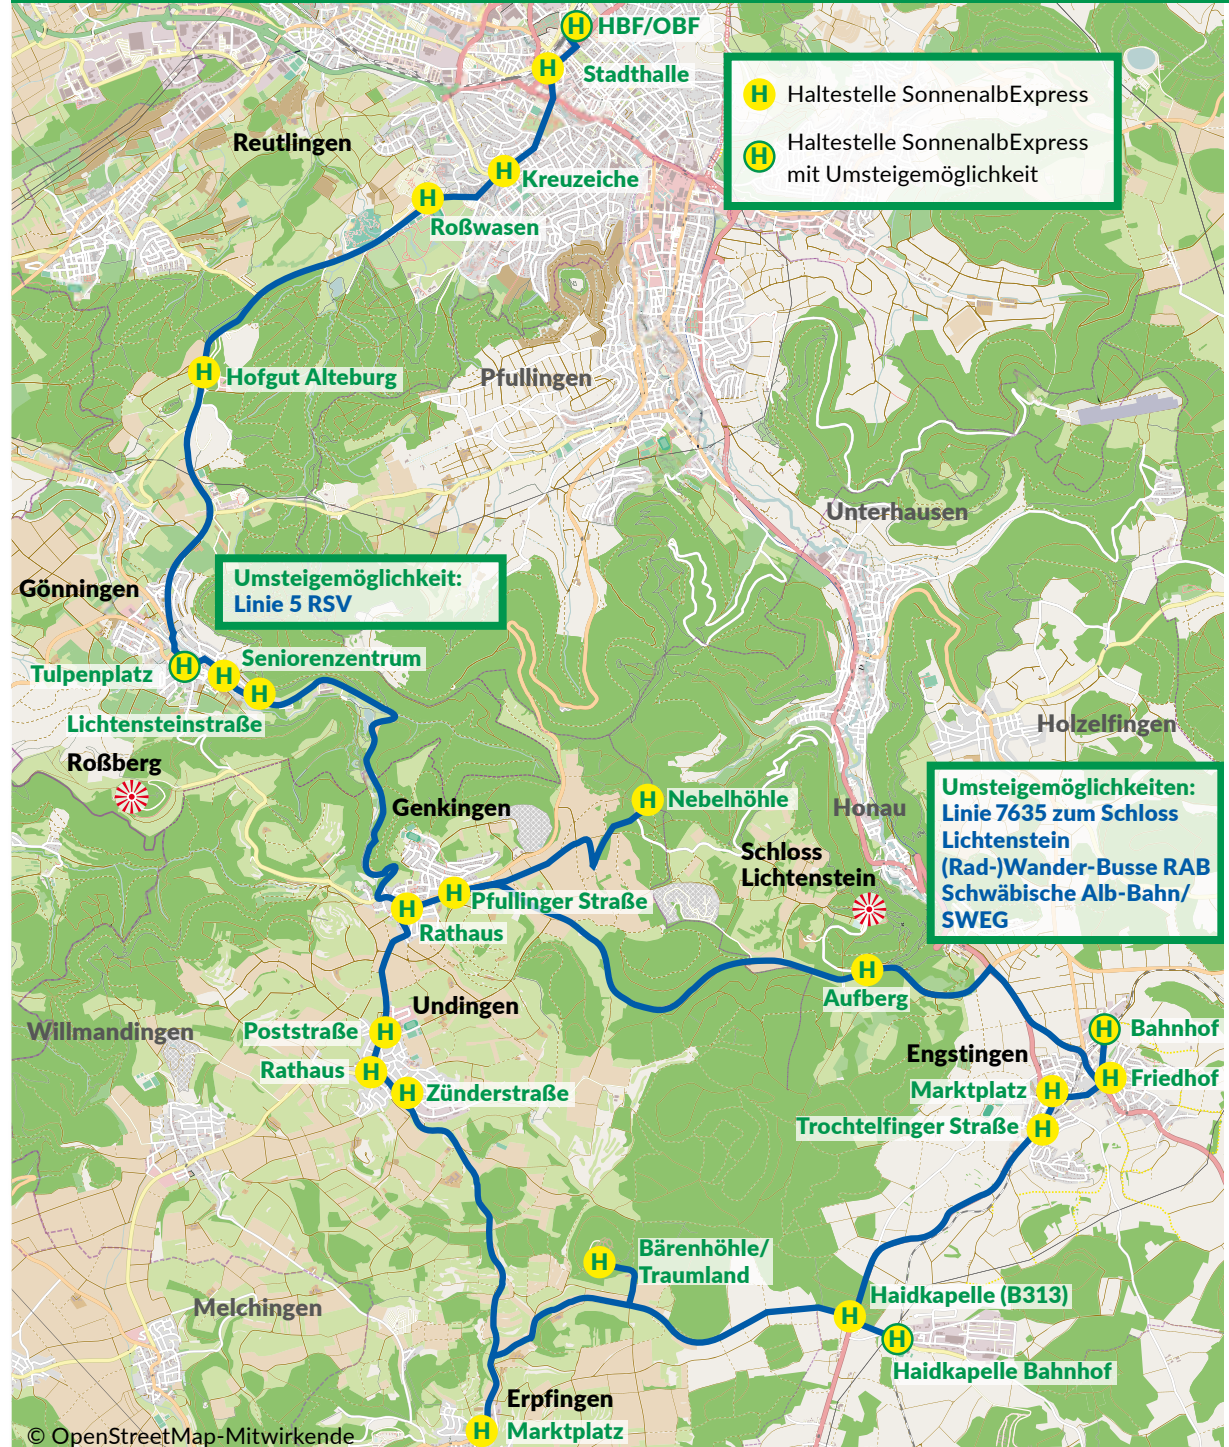 H HBF/OBF
H Stadthalle
H Haltestelle SonnenalbExpress
H Haltestelle SonnenalbExpress
mit Umsteigemöglichkeit
Reutlingen
H Kreuzeiche
H Roßwasen
H Hofgut Alteburg
Pfullingen
Unterhausen
Gönningen
Umsteigemöglichkeit:
Linie 5 RSV
Tulpenplatz H
H Seniorenzentrum
H
Lichtensteinstraße
Roßberg
Holzelfingen
Umsteigemöglichkeiten:
Linie 7635 zum Schloss
Lichtenstein
(Rad-)Wander-Busse RAB
Schwäbische Alb-Bahn/
SWEG
Genkingen
H Nebelhöhle
Honau
Schloss
Lichtenstein
H Pfullinger Straße
H
Rathaus
H
Aufberg
Undingen
Willmandingen
Poststraße H
Rathaus H
H Zünderstraße
H Bahnhof
Engstingen
H Friedhof
Marktplatz H
Trochtelfinger Straße H
H Bärenhöhle/
Traumland
Melchingen
Haidkapelle (B313)
H
H
Haidkapelle Bahnhof
Erpfingen
H Marktplatz
© OpenStreetMap-Mitwirkende